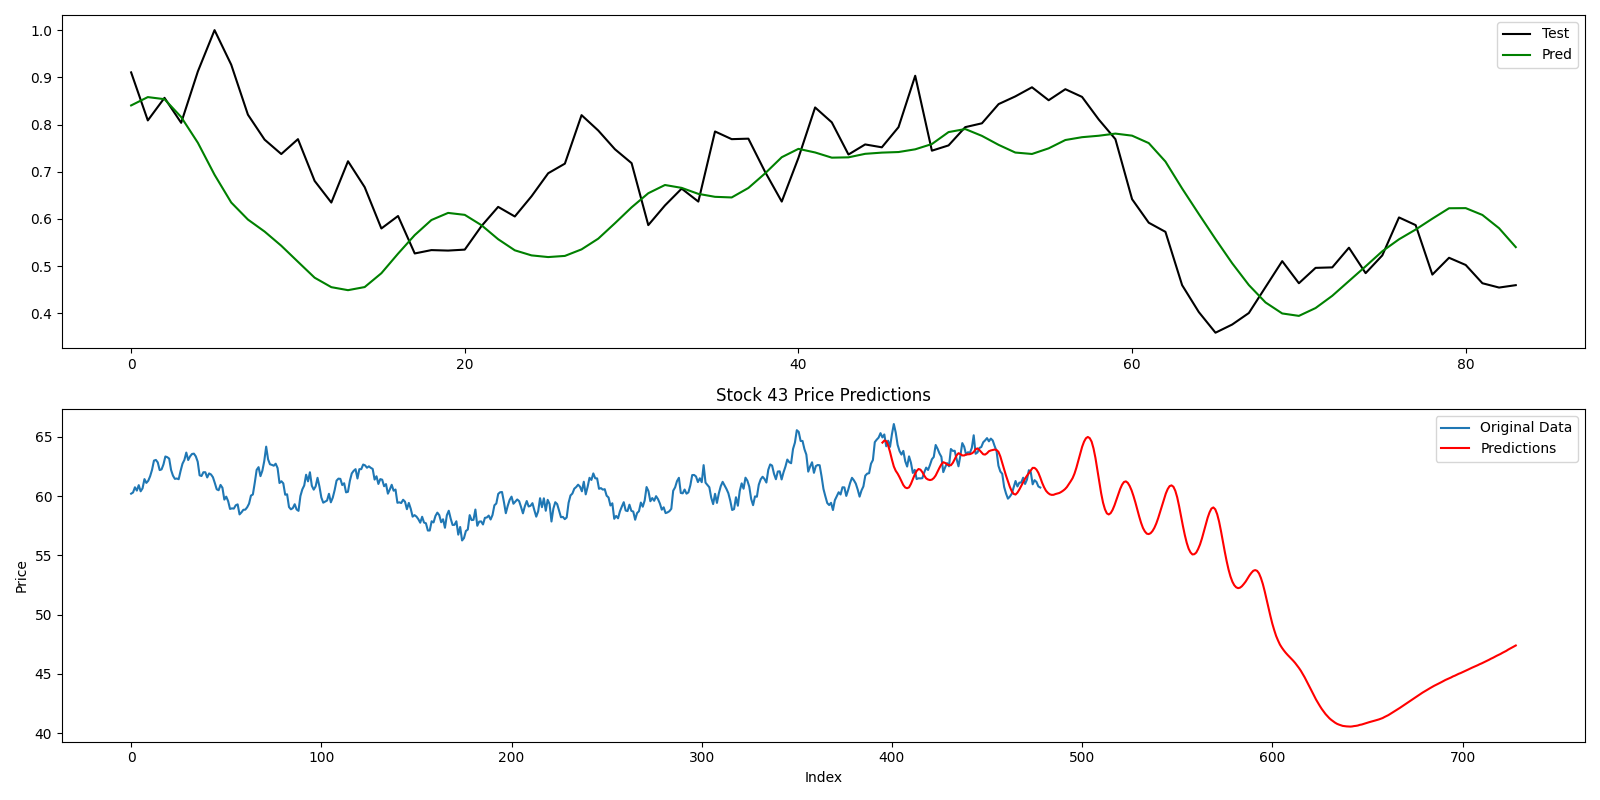 1.0
0.9
0.8
0.7
0.6
0.5
0.4
Test
Pred
0 20 40 60 80
Stock 43 Price Predictions
Price
65
60
55
50
45
40
Original Data
Predictions
0 100 200 300 400 500 600 700
Index